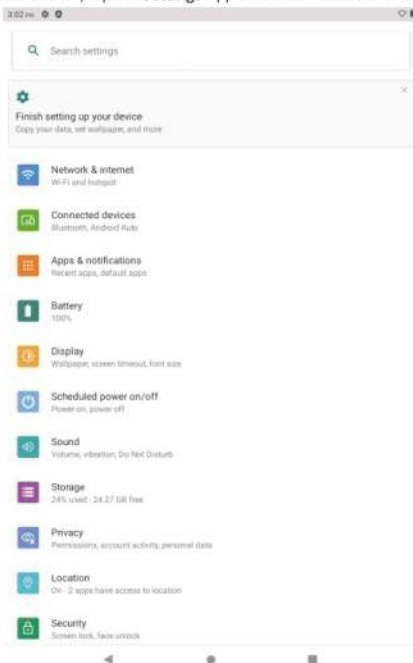 3:02 PM
Search settings
Finish setting up your device
Copy your data, set wallpaper, and more
Network & internet
Wi-Fi and hotspot
Connected devices
Bluetooth, Android Auto
Apps & notifications
Recent apps, default apps
Battery
100%
Display
Wallpaper, screen timeout, font size
Scheduled power on/off
Power on, power off
Sound
Volume, vibration, Do Not Disturb
Storage
24% used - 24.27 GB free
Privacy
Permissions, account activity, personal data
Location
On - 2 apps have access to location
Security
Screen lock, face unlock